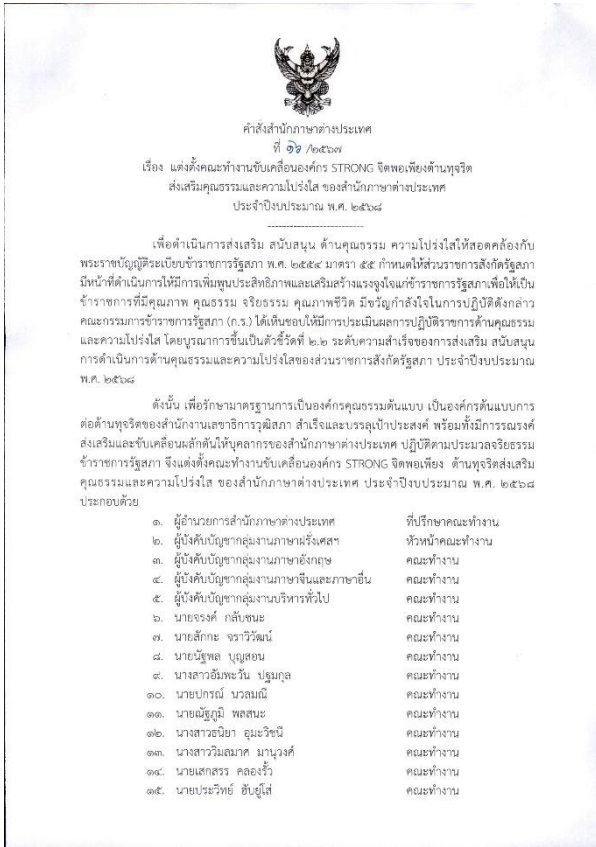 คำสั่งสำนักภาษาต่างประเทศ
ที่ ๑๖ /๒๕๖๗
เรื่อง แต่งตั้งคณะทำงานขับเคลื่อนองค์กร STRONG จิตพอเพียงต้านทุจริต
ส่งเสริมคุณธรรมและความโปร่งใส ของสำนักภาษาต่างประเทศ
ประจำปีงบประมาณ พ.ศ. ๒๕๖๘
---------------------------
เพื่อดำเนินการส่งเสริม สนับสนุน ด้านคุณธรรม ความโปร่งใสให้สอดคล้องกับ
พระราชบัญญัติระเบียบข้าราชการรัฐสภา พ.ศ. ๒๕๕๔ มาตรา ๕๕ กำหนดให้ส่วนราชการสังกัดรัฐสภา
มีหน้าที่ดำเนินการให้มีการเพิ่มพูนประสิทธิภาพและเสริมสร้างแรงจูงใจแก่ข้าราชการรัฐสภาเพื่อให้เป็น
ข้าราชการที่มีคุณภาพ คุณธรรม จริยธรรม คุณภาพชีวิต มีขวัญกำลังใจในการปฏิบัติดังกล่าว
คณะกรรมการข้าราชการรัฐสภา (ก.ร.) ได้เห็นชอบให้มีการประเมินผลการปฏิบัติราชการด้านคุณธรรม
และความโปร่งใส โดยบูรณาการขึ้นเป็นตัวชี้วัดที่ ๒.๒ ระดับความสำเร็จของการส่งเสริม สนับสนุน
การดำเนินการด้านคุณธรรมและความโปร่งใสของส่วนราชการสังกัดรัฐสภา ประจำปีงบประมาณ
พ.ศ. ๒๕๖๘
ดังนั้น เพื่อรักษามาตรฐานการเป็นองค์กรคุณธรรมต้นแบบ เป็นองค์กรต้นแบบการ
ต่อต้านทุจริตของสำนักงานเลขาธิการวุฒิสภา สำเร็จและบรรลุเป้าประสงค์ พร้อมทั้งมีการรณรงค์
ส่งเสริมและขับเคลื่อนผลักดันให้บุคลากรของสำนักภาษาต่างประเทศ ปฏิบัติตามประมวลจริยธรรม
ข้าราชการรัฐสภา จึงแต่งตั้งคณะทำงานขับเคลื่อนองค์กร STRONG จิตพอเพียง ต้านทุจริตส่งเสริม
คุณธรรมและความโปร่งใส ของสำนักภาษาต่างประเทศ ประจำปีงบประมาณ พ.ศ. ๒๕๖๘
ประกอบด้วย
๑. ผู้อำนวยการสำนักภาษาต่างประเทศ ที่ปรึกษาคณะทำงาน
๒. ผู้บังคับบัญชากลุ่มงานภาษาฝรั่งเศสฯ หัวหน้าคณะทำงาน
๓. ผู้บังคับบัญชากลุ่มงานภาษาอังกฤษ คณะทำงาน
๔. ผู้บังคับบัญชากลุ่มงานภาษาจีนและภาษาอื่น คณะทำงาน
๕. ผู้บังคับบัญชากลุ่มงานบริหารทั่วไป คณะทำงาน
๖. นายจรงค์ กลับชนะ คณะทำงาน
๗. นายลักกะ จราวิวัฒน์ คณะทำงาน
๘. นายนัฐพล บุญสอน คณะทำงาน
๙. นางสาวอัมพะวัน ปฐมกุล คณะทำงาน
๑๐. นายปกรณ์ นวลมณี คณะทำงาน
๑๑. นายณัฐภูมิ พลสนะ คณะทำงาน
๑๒. นางสาวธนิยา อุมะวิชนี คณะทำงาน
๑๓. นางสาววิมลมาศ มานุวงศ์ คณะทำงาน
๑๔. นายเสกสรร คลองรั้ว คณะทำงาน
๑๕. นายประวิทย์ ฮับยู่โส่ คณะทำงาน